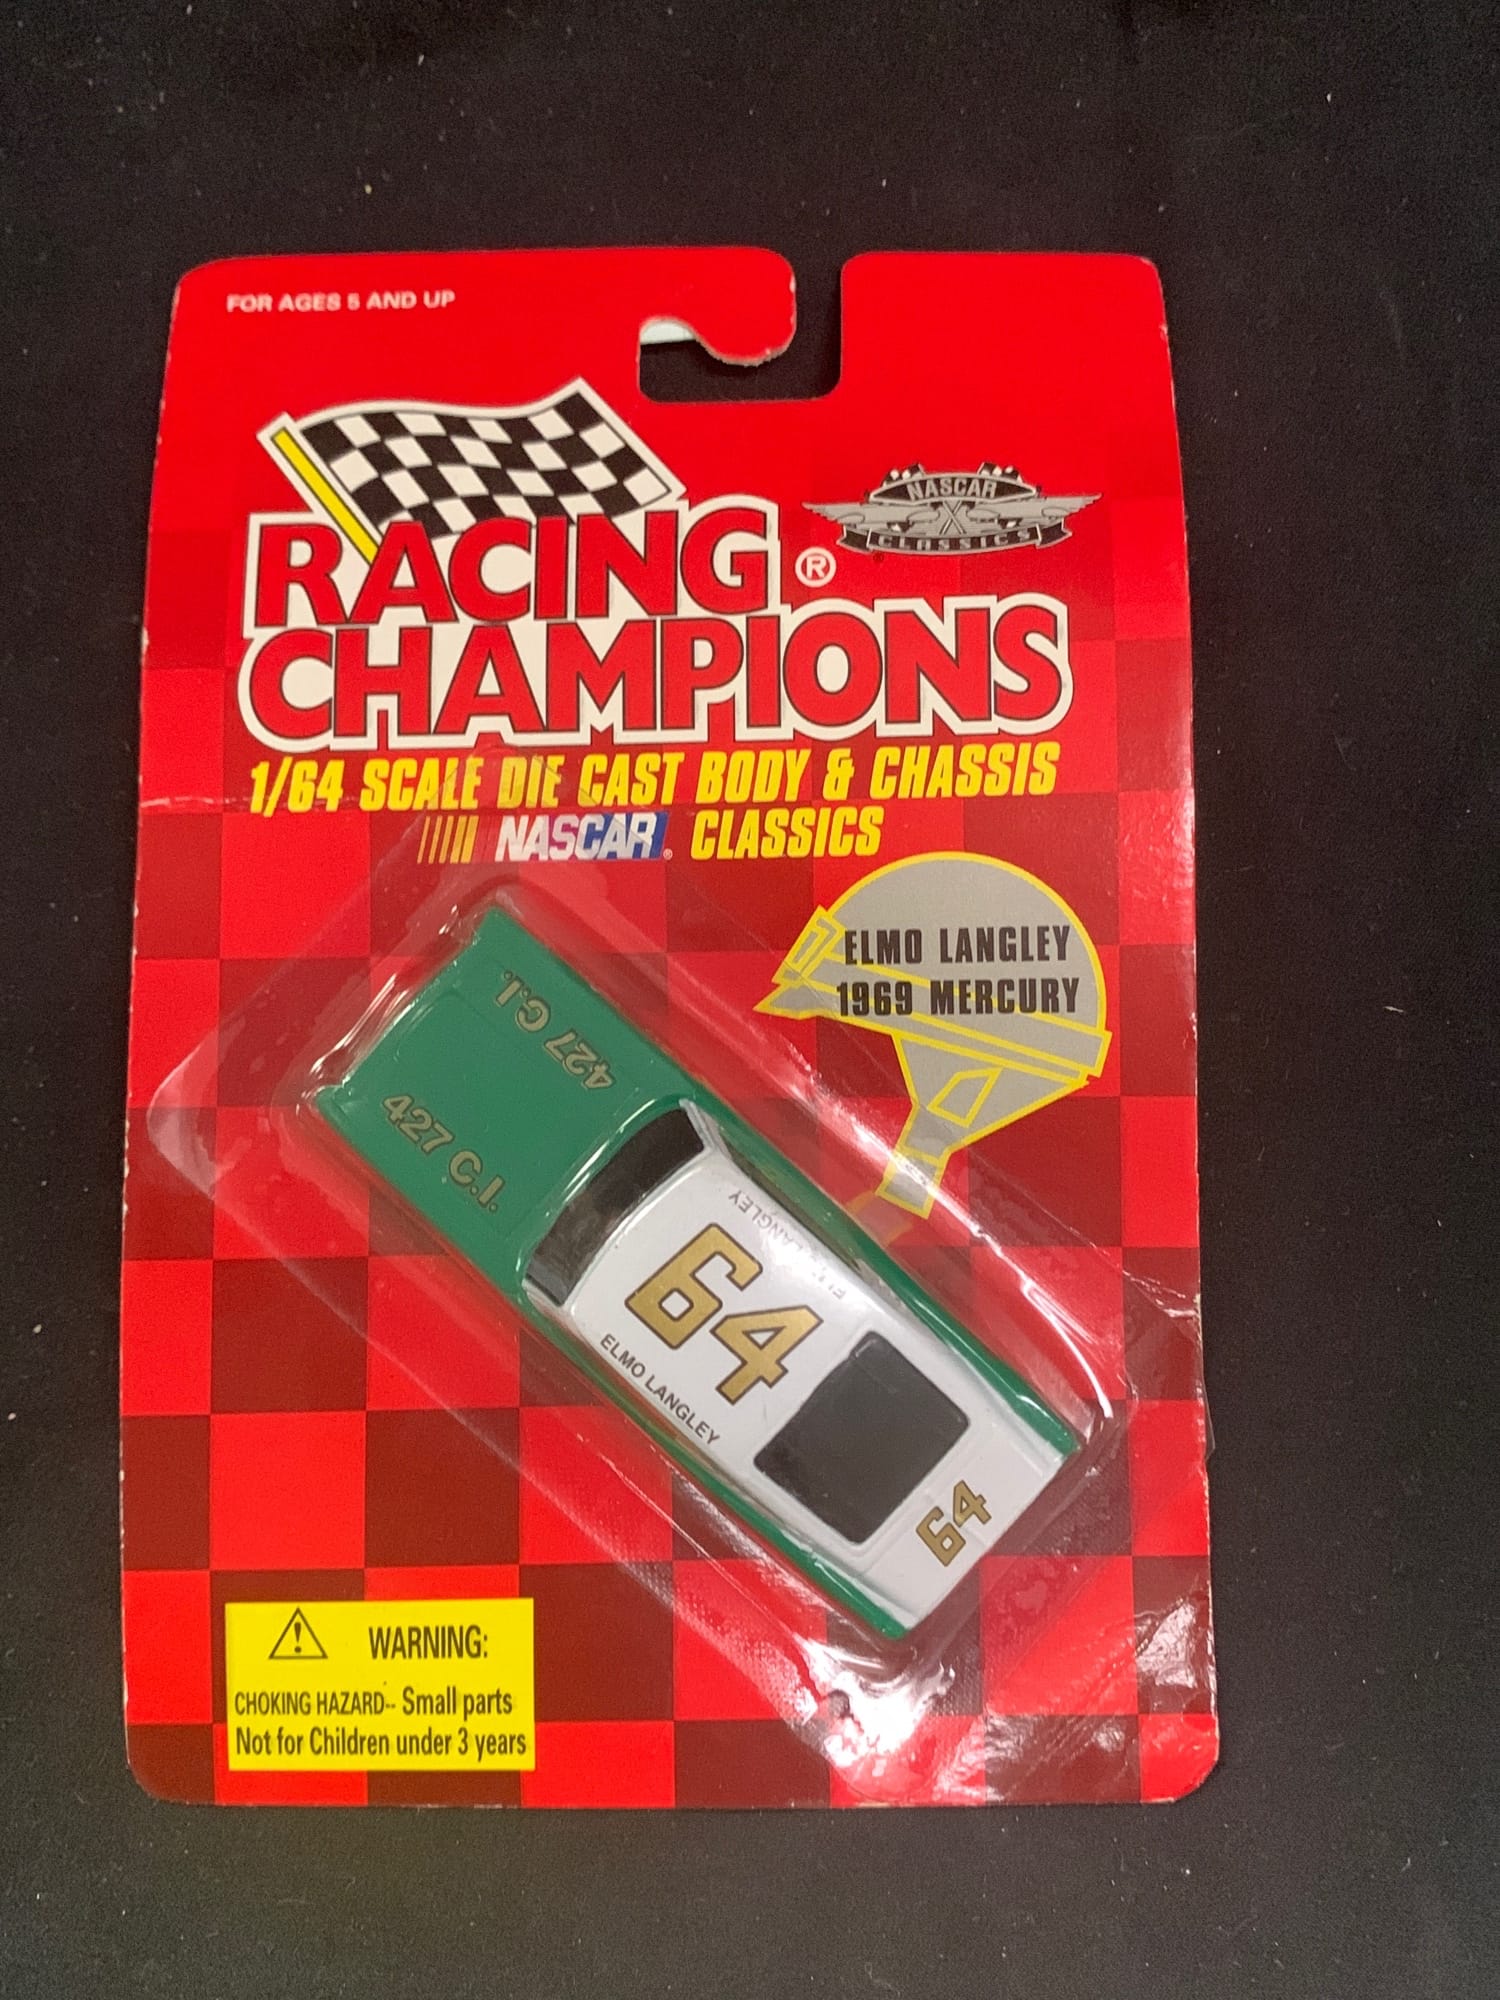 FOR AGES 5 AND UP
RACING ®
CHAMPIONS
NASCAR
CLASSICS
1/64 SCALE DIE CAST BODY & CHASSIS
NASCAR® CLASSICS
ELMO LANGLEY
1969 MERCURY
427 C.I.
427 C.I.
LANGLEY
64
ELMO LANGLEY
64
WARNING:
CHOKING HAZARD-- Small parts
Not for Children under 3 years